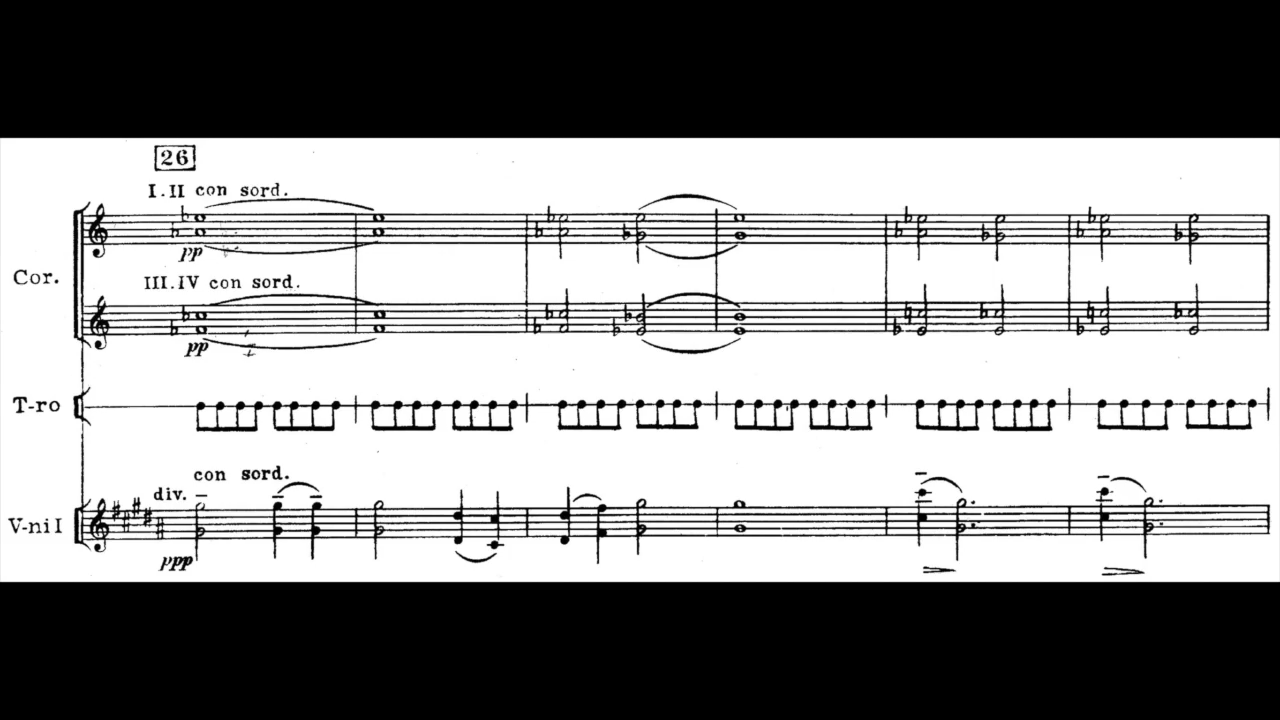 26
I.II con sord.
pp
Cor.
III.IV con sord.
pp
T-ro
con sord.
div.
V-ni I
ppp